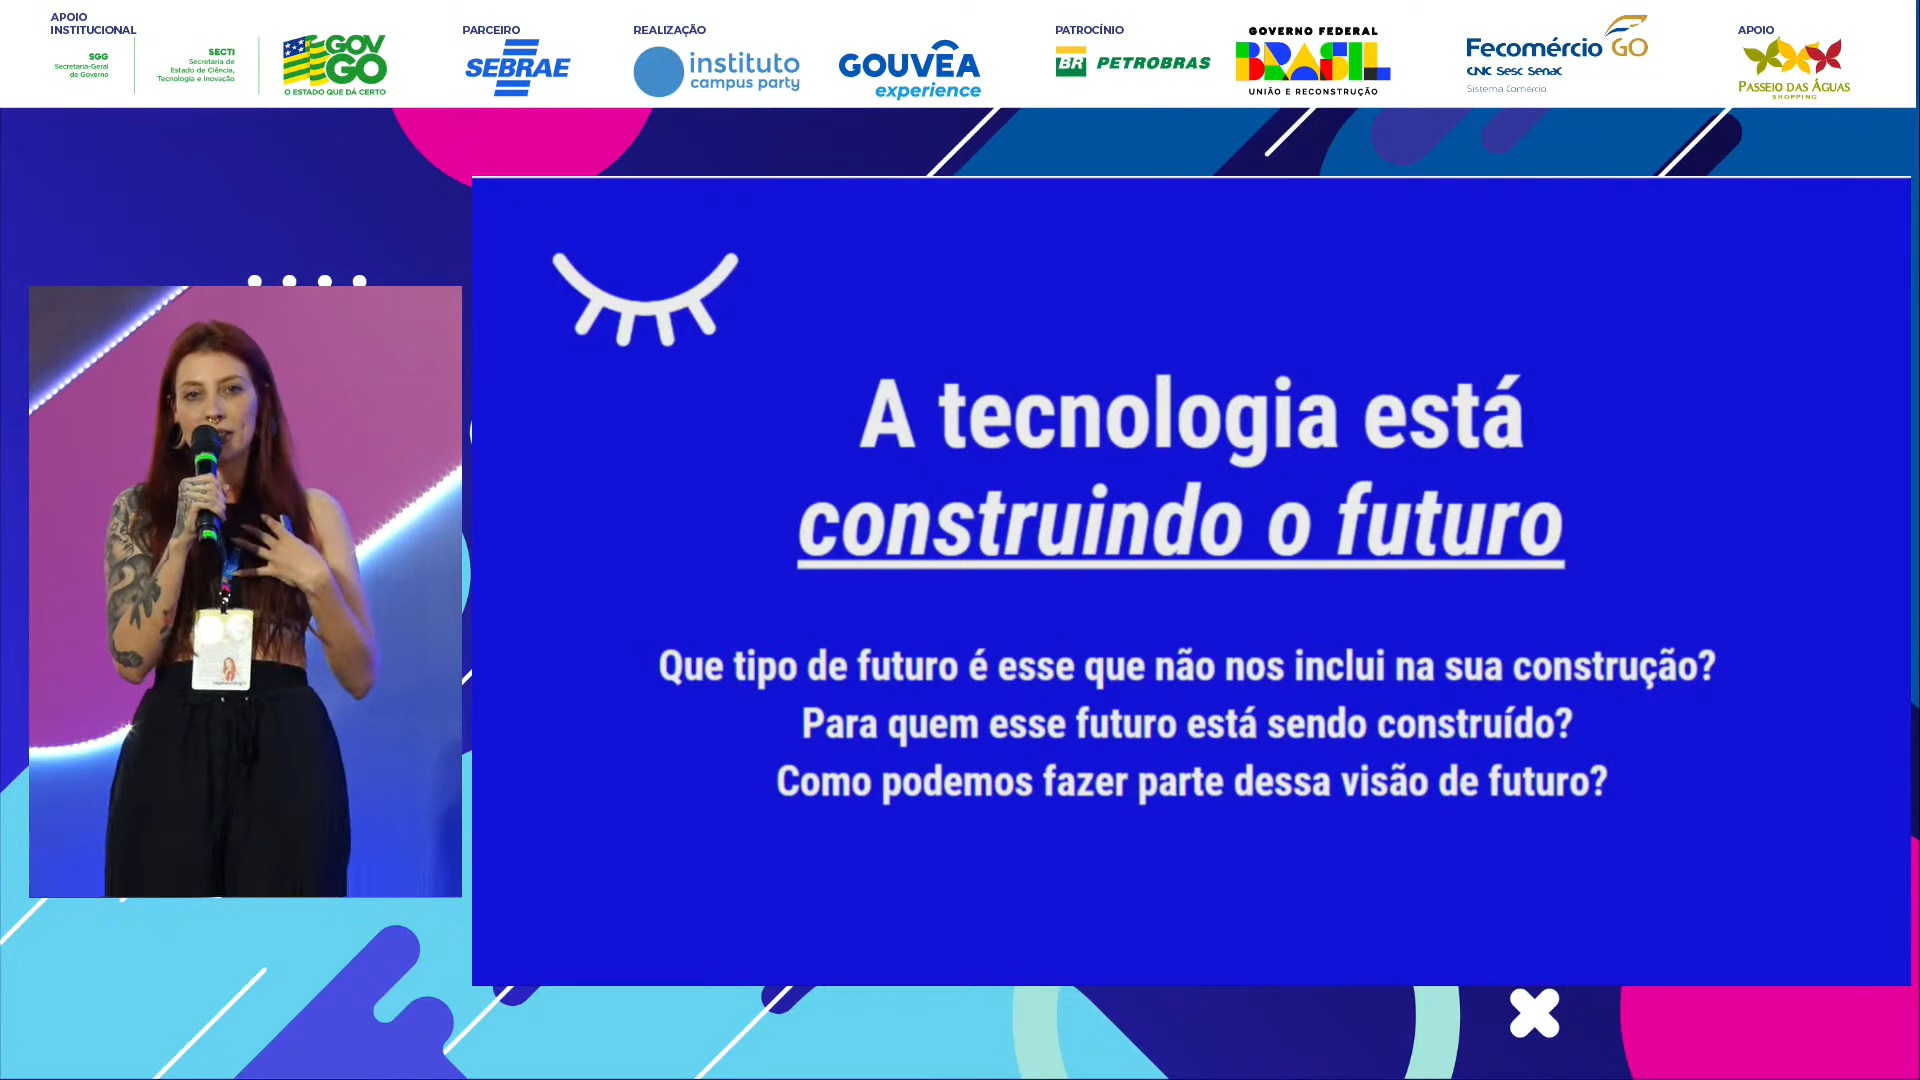 APOIO
INSTITUCIONAL
SGG
Secretaria-Geral
de Governo
SECTI
Secretaria de
Estado de Ciência,
Tecnologia e Inovação
GOV
GO
O ESTADO QUE DÁ CERTO
PARCEIRO
SEBRAE
REALIZAÇÃO
instituto
campus party
GOUVÊA
experience
PATROCÍNIO
BR PETROBRAS
GOVERNO FEDERAL
BRASIL
UNIÃO E RECONSTRUÇÃO
Fecomércio GO
CNC Sesc Senac
Sistema Comércio
APOIO
PASSEIO DAS ÁGUAS
SHOPPING
A tecnologia está
construindo o futuro
Que tipo de futuro é esse que não nos inclui na sua construção?
Para quem esse futuro está sendo construído?
Como podemos fazer parte dessa visão de futuro?